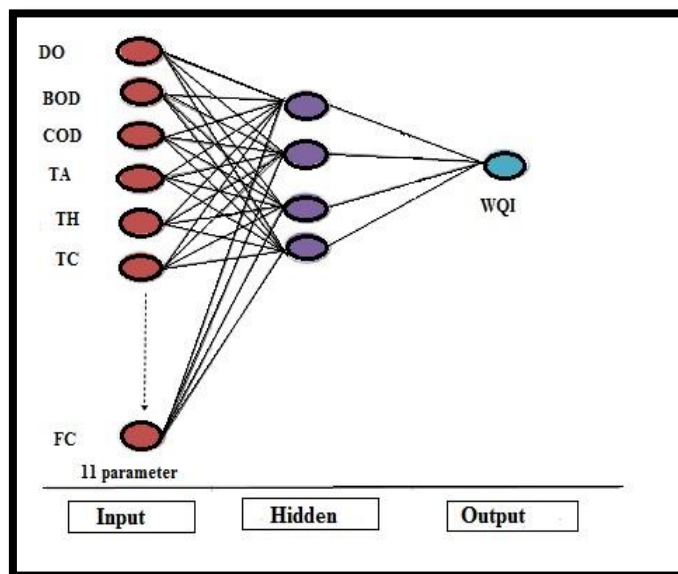 DO
BOD
COD
TA
TH
TC
FC
11 parameter
WQI
Input
Hidden
Output